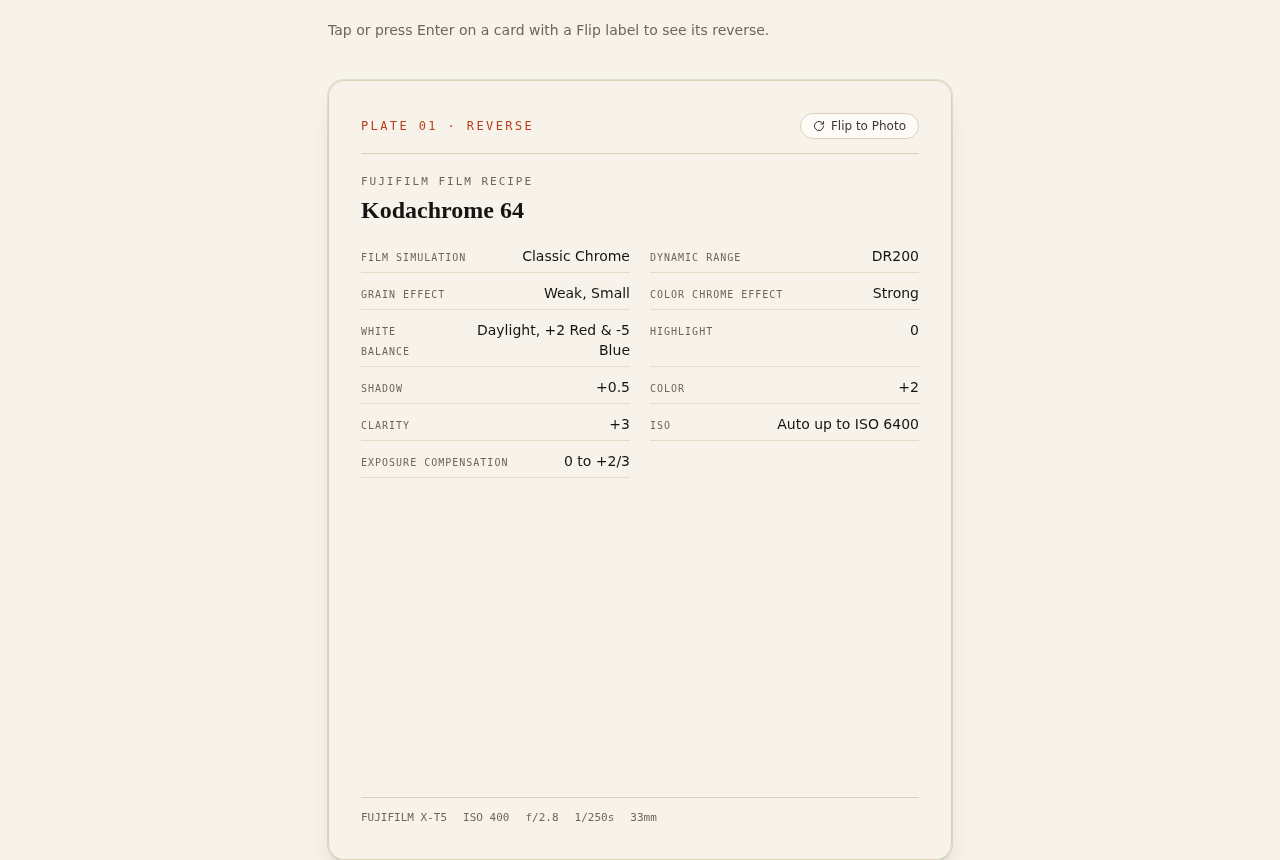 Tap or press Enter on a card with a Flip label to see its reverse.
PLATE 01 · REVERSE
Flip to Photo
FUJIFILM FILM RECIPE
Kodachrome 64
FILM SIMULATION Classic Chrome
DYNAMIC RANGE DR200
GRAIN EFFECT Weak, Small
COLOR CHROME EFFECT Strong
WHITE BALANCE Daylight, +2 Red & -5 Blue
HIGHLIGHT 0
SHADOW +0.5
COLOR +2
CLARITY +3
ISO Auto up to ISO 6400
EXPOSURE COMPENSATION 0 to +2/3
FUJIFILM X-T5 ISO 400 f/2.8 1/250s 33mm